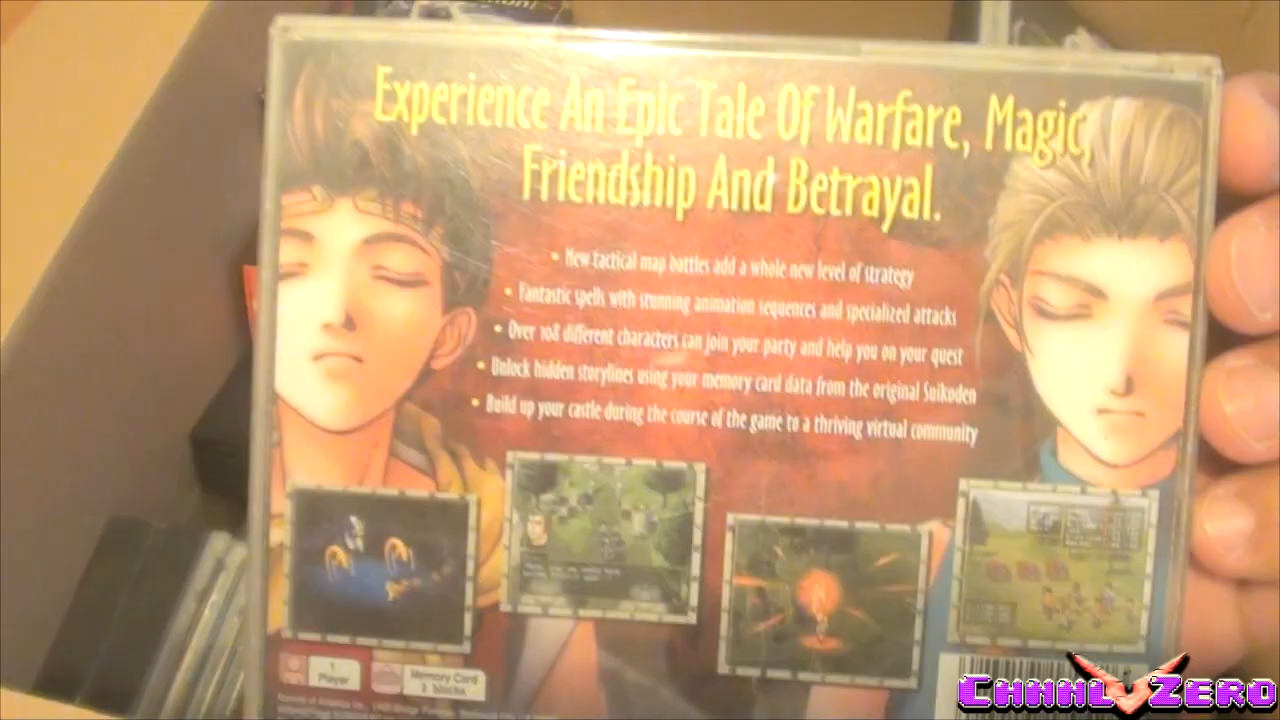 Experience An Epic Tale Of Warfare, Magic,
Friendship And Betrayal.
• New tactical map battles add a whole new level of strategy
• Fantastic spells with stunning animation sequences and specialized attacks
• Over 108 different characters can join your party and help you on your quest
• Unlock hidden storylines using your memory card data from the original Suikoden
• Build up your castle during the course of the game to a thriving virtual community
1
Player
Memory Card
CHHNL ZERO